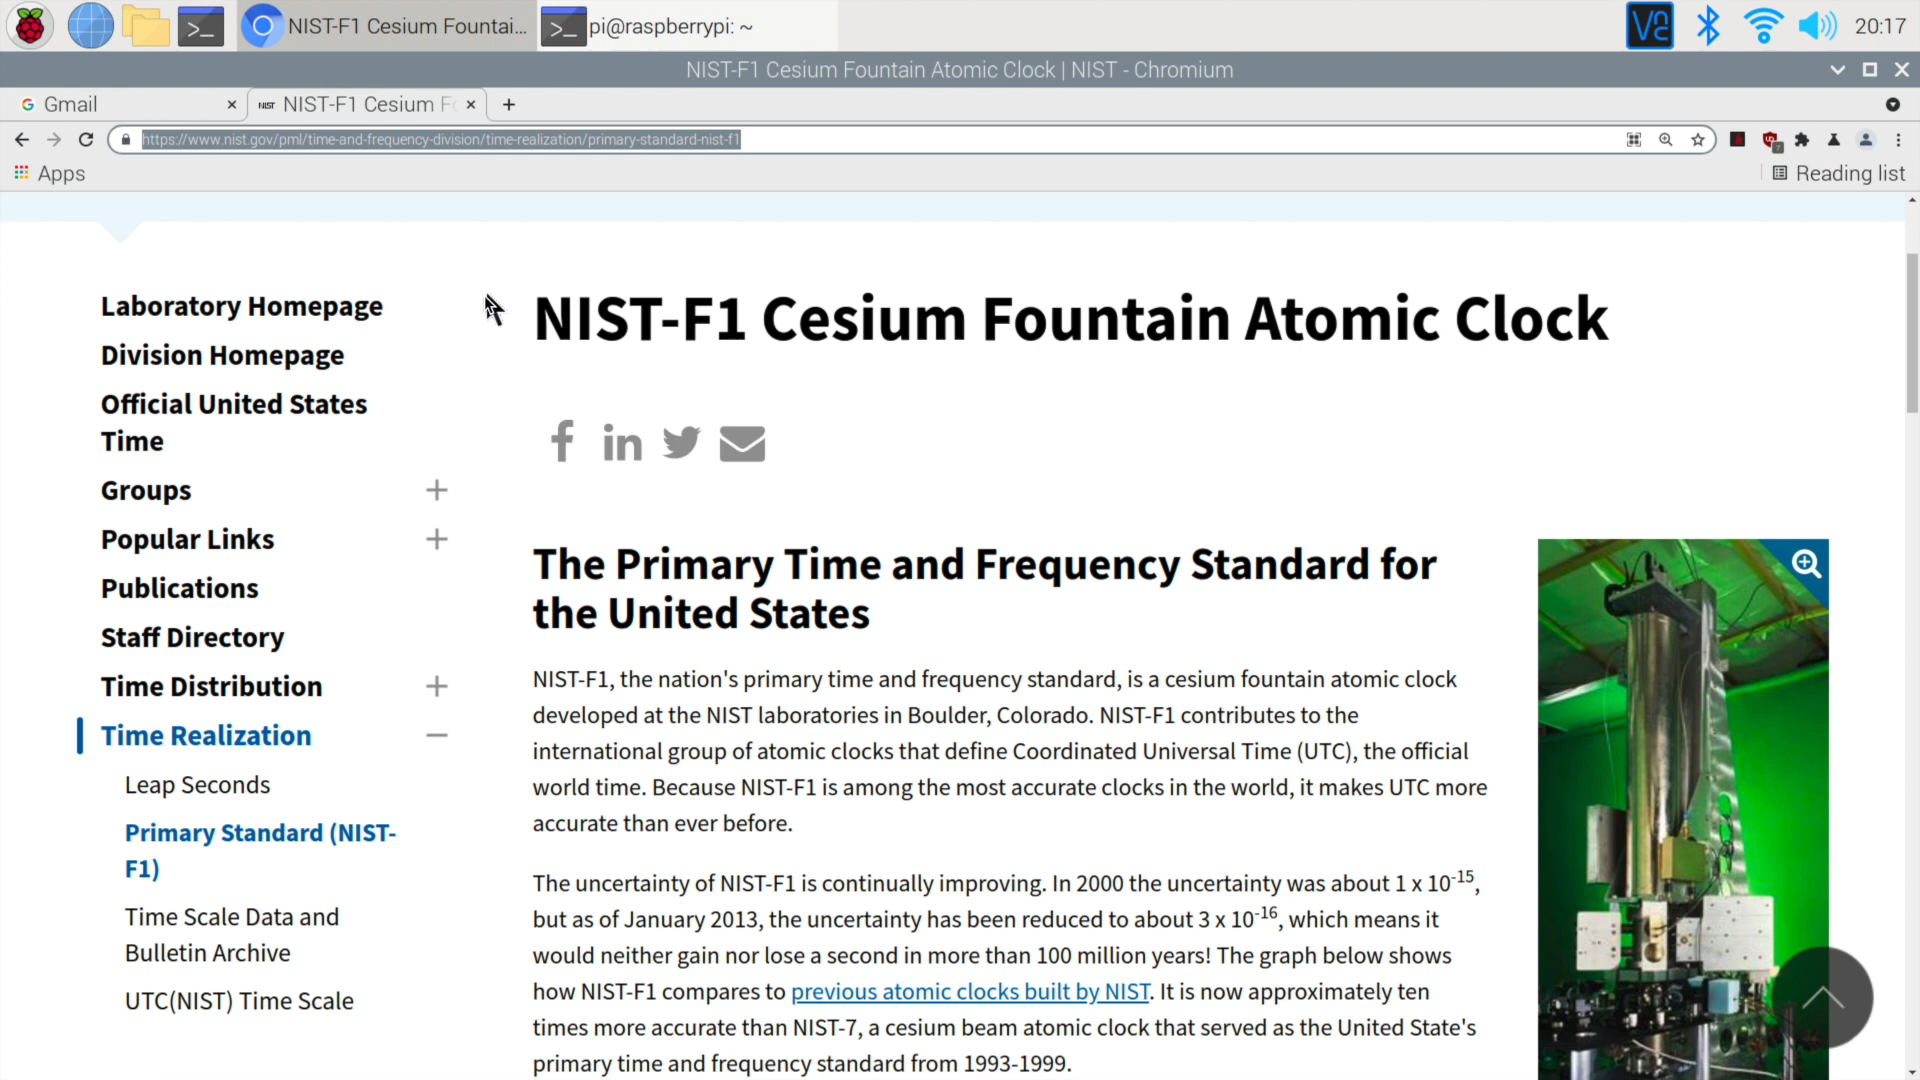 NIST-F1 Cesium Fountai...
pi@raspberrypi: ~
20:17
NIST-F1 Cesium Fountain Atomic Clock | NIST - Chromium
Gmail
NIST NIST-F1 Cesium Fo
https://www.nist.gov/pml/time-and-frequency-division/time-realization/primary-standard-nist-f1
Apps
Reading list
Laboratory Homepage
Division Homepage
Official United States
Time
Groups
Popular Links
Publications
Staff Directory
Time Distribution
Time Realization
Leap Seconds
Primary Standard (NIST-
F1)
Time Scale Data and
Bulletin Archive
UTC(NIST) Time Scale
NIST-F1 Cesium Fountain Atomic Clock
The Primary Time and Frequency Standard for
the United States
NIST-F1, the nation's primary time and frequency standard, is a cesium fountain atomic clock
developed at the NIST laboratories in Boulder, Colorado. NIST-F1 contributes to the
international group of atomic clocks that define Coordinated Universal Time (UTC), the official
world time. Because NIST-F1 is among the most accurate clocks in the world, it makes UTC more
accurate than ever before.
The uncertainty of NIST-F1 is continually improving. In 2000 the uncertainty was about 1 x 10⁻¹⁵,
but as of January 2013, the uncertainty has been reduced to about 3 x 10⁻¹⁶, which means it
would neither gain nor lose a second in more than 100 million years! The graph below shows
how NIST-F1 compares to previous atomic clocks built by NIST. It is now approximately ten
times more accurate than NIST-7, a cesium beam atomic clock that served as the United State's
primary time and frequency standard from 1993-1999.